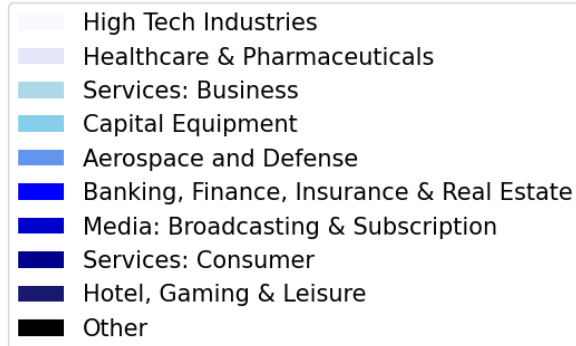 High Tech Industries
Healthcare & Pharmaceuticals
Services: Business
Capital Equipment
Aerospace and Defense
Banking, Finance, Insurance & Real Estate
Media: Broadcasting & Subscription
Services: Consumer
Hotel, Gaming & Leisure
Other